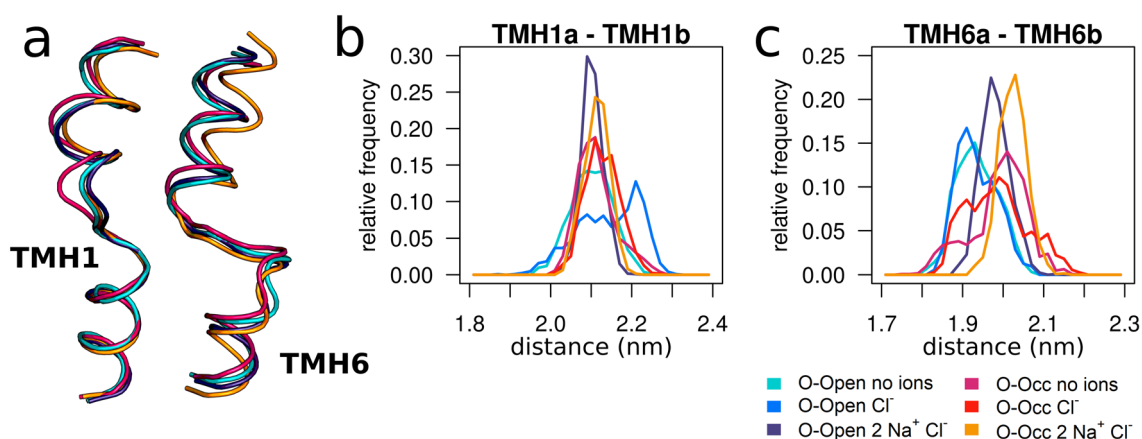 a
TMH1
TMH6
b
TMH1a - TMH1b
relative frequency
0.30
0.25
0.20
0.15
0.10
0.05
0.00
1.8 2.0 2.2 2.4
distance (nm)
c
TMH6a - TMH6b
relative frequency
0.25
0.20
0.15
0.10
0.05
0.00
1.7 1.9 2.1 2.3
distance (nm)
O-Open no ions
O-Open Cl⁻
O-Open 2 Na⁺ Cl⁻
O-Occ no ions
O-Occ Cl⁻
O-Occ 2 Na⁺ Cl⁻